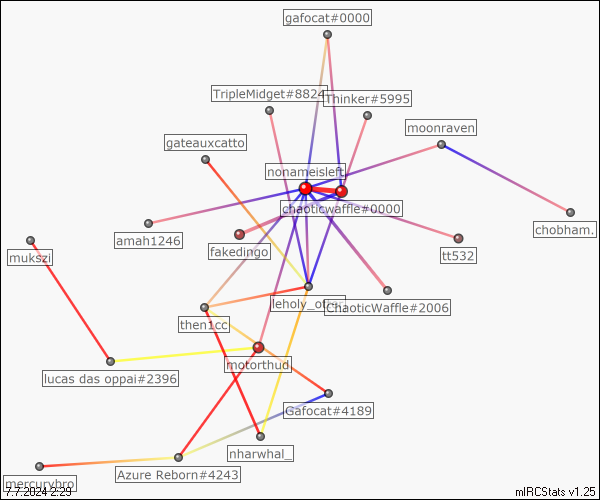 gafocat#0000
TripleMidget#8824
Thinker#5995
moonraven
gateauxcatto
nonameisleft
chaoticwaffle#0000
chobham.
amah1246
fakedingo
tt532
mukszi
ChaoticWaffle#2006
then1cc
motorthud
lucas das oppai#2396
Gafocat#4189
nharwhal_
Azure Reborn#4243
mercurybro
7.7.2024 2:29
mIRCStats v1.25